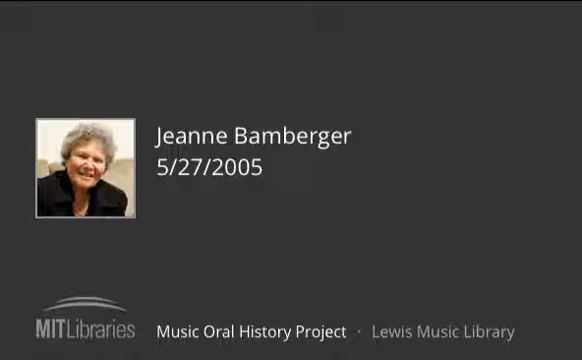 Jeanne Bamberger
5/27/2005
MITLibraries
Music Oral History Project · Lewis Music Library